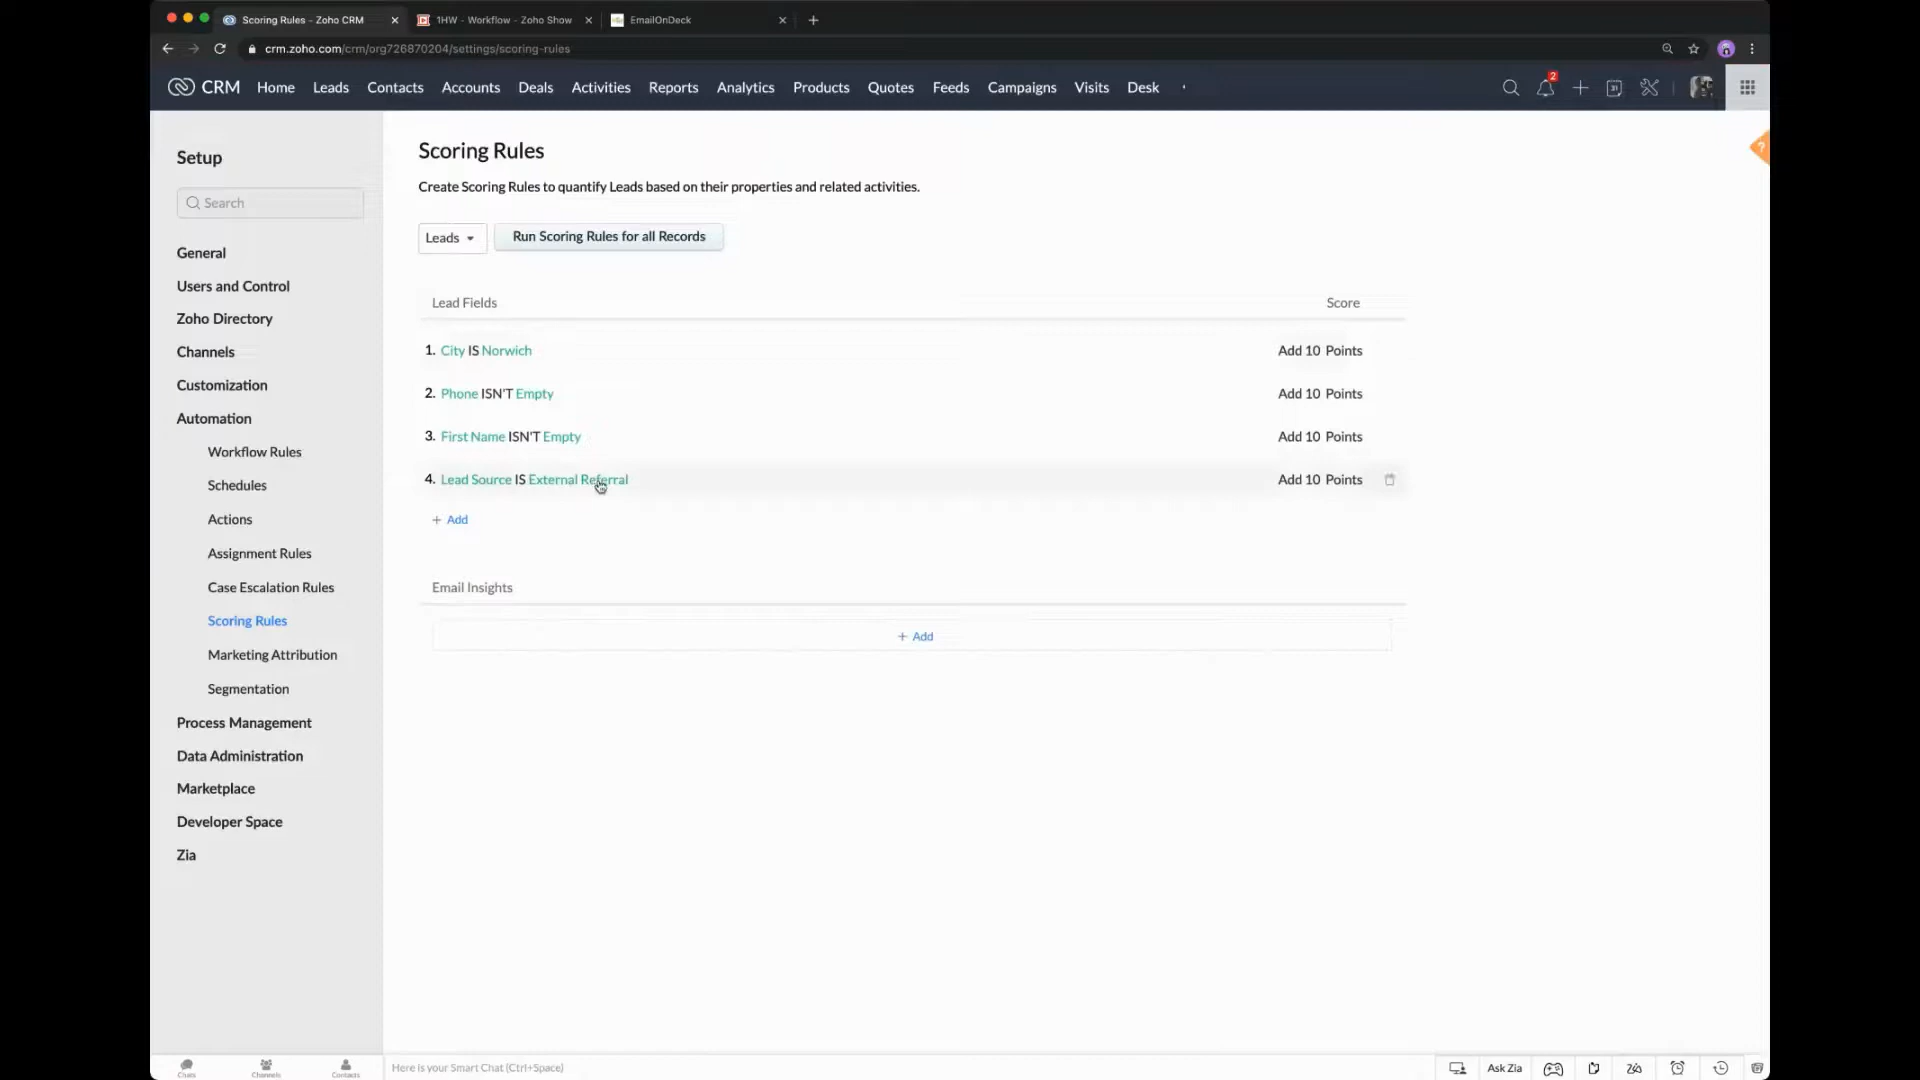 Scoring Rules - Zoho CRM
1HW - Workflow - Zoho Show
EmailOnDeck
crm.zoho.com/crm/org726870204/settings/scoring-rules
CRM Home Leads Contacts Accounts Deals Activities Reports Analytics Products Quotes Feeds Campaigns Visits Desk
2
31
Setup
Search
General
Users and Control
Zoho Directory
Channels
Customization
Automation
Workflow Rules
Schedules
Actions
Assignment Rules
Case Escalation Rules
Scoring Rules
Marketing Attribution
Segmentation
Process Management
Data Administration
Marketplace
Developer Space
Zia
Scoring Rules
Create Scoring Rules to quantify Leads based on their properties and related activities.
Leads
Run Scoring Rules for all Records
?
Lead Fields Score
1. City IS Norwich Add 10 Points
2. Phone ISN'T Empty Add 10 Points
3. First Name ISN'T Empty Add 10 Points
4. Lead Source IS External Referral Add 10 Points
+ Add
Email Insights
+ Add
Chats Channels Contacts
Here is your Smart Chat (Ctrl+Space)
Ask Zia